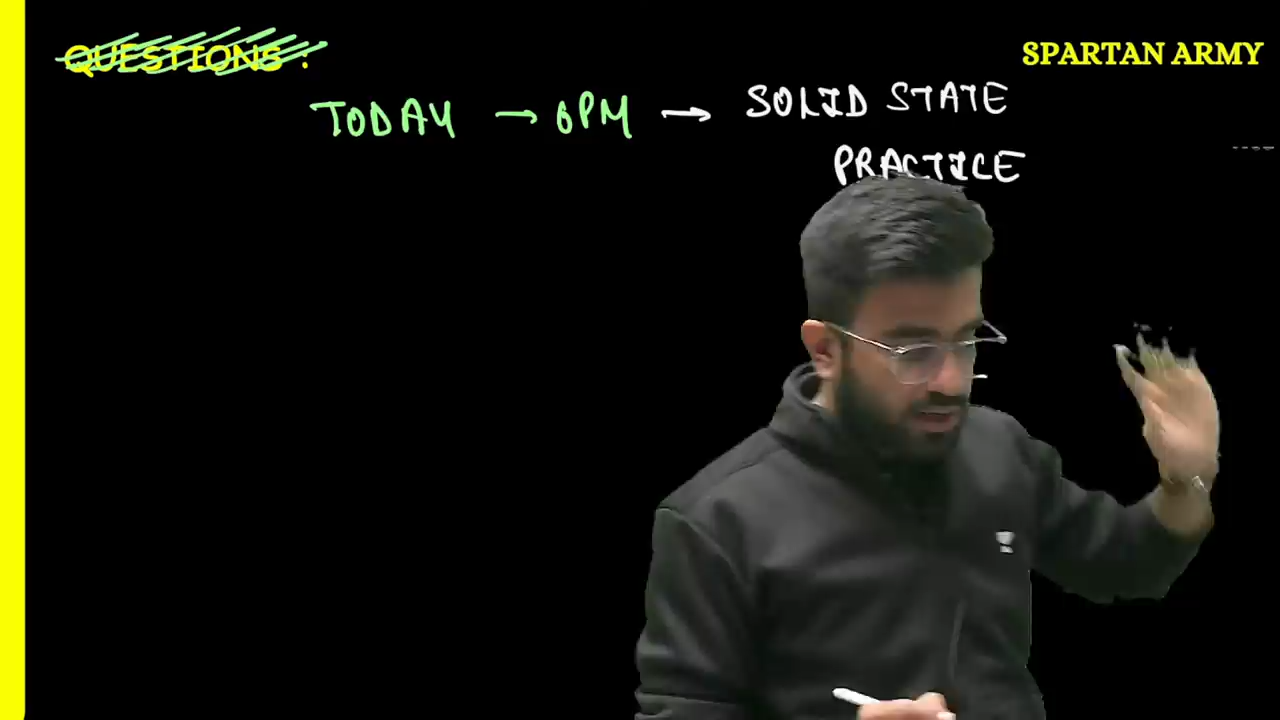 QUESTIONS :
SPARTAN ARMY
TODAY → 6PM → SOLID STATE
PRACTICE